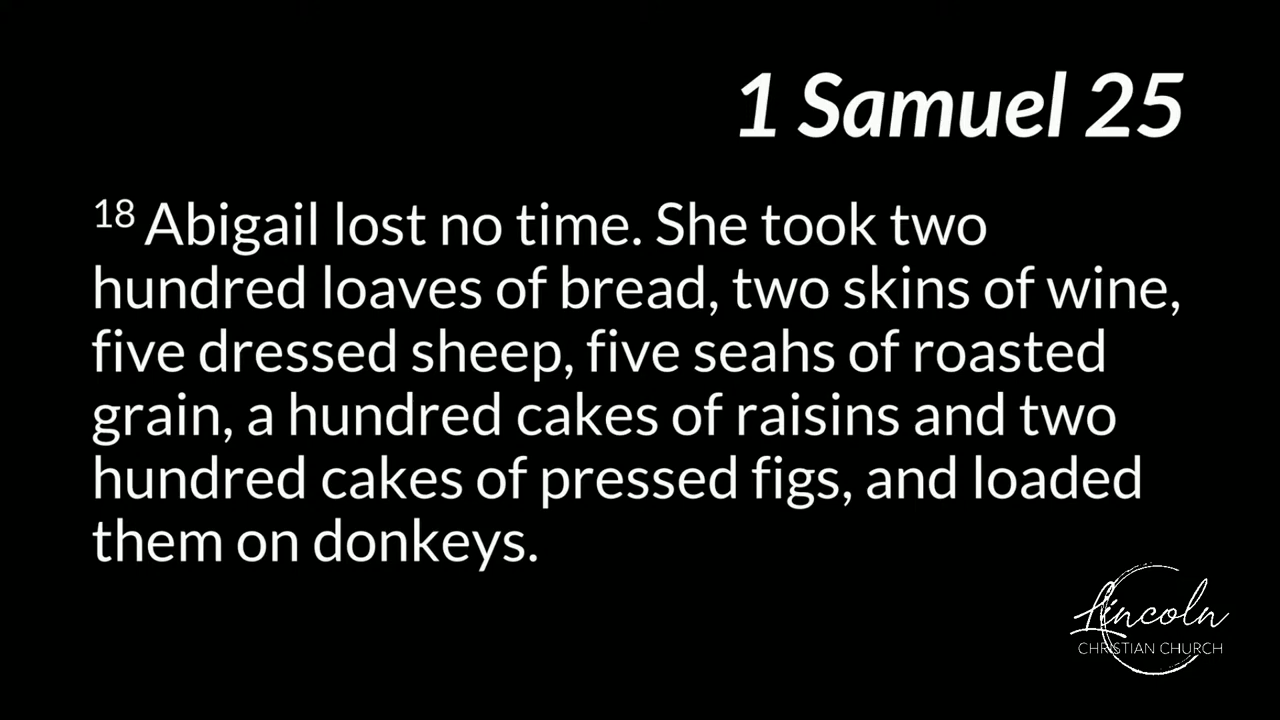 1 Samuel 25
18 Abigail lost no time. She took two
hundred loaves of bread, two skins of wine,
five dressed sheep, five seahs of roasted
grain, a hundred cakes of raisins and two
hundred cakes of pressed figs, and loaded
them on donkeys.
Lincoln
CHRISTIAN CHURCH